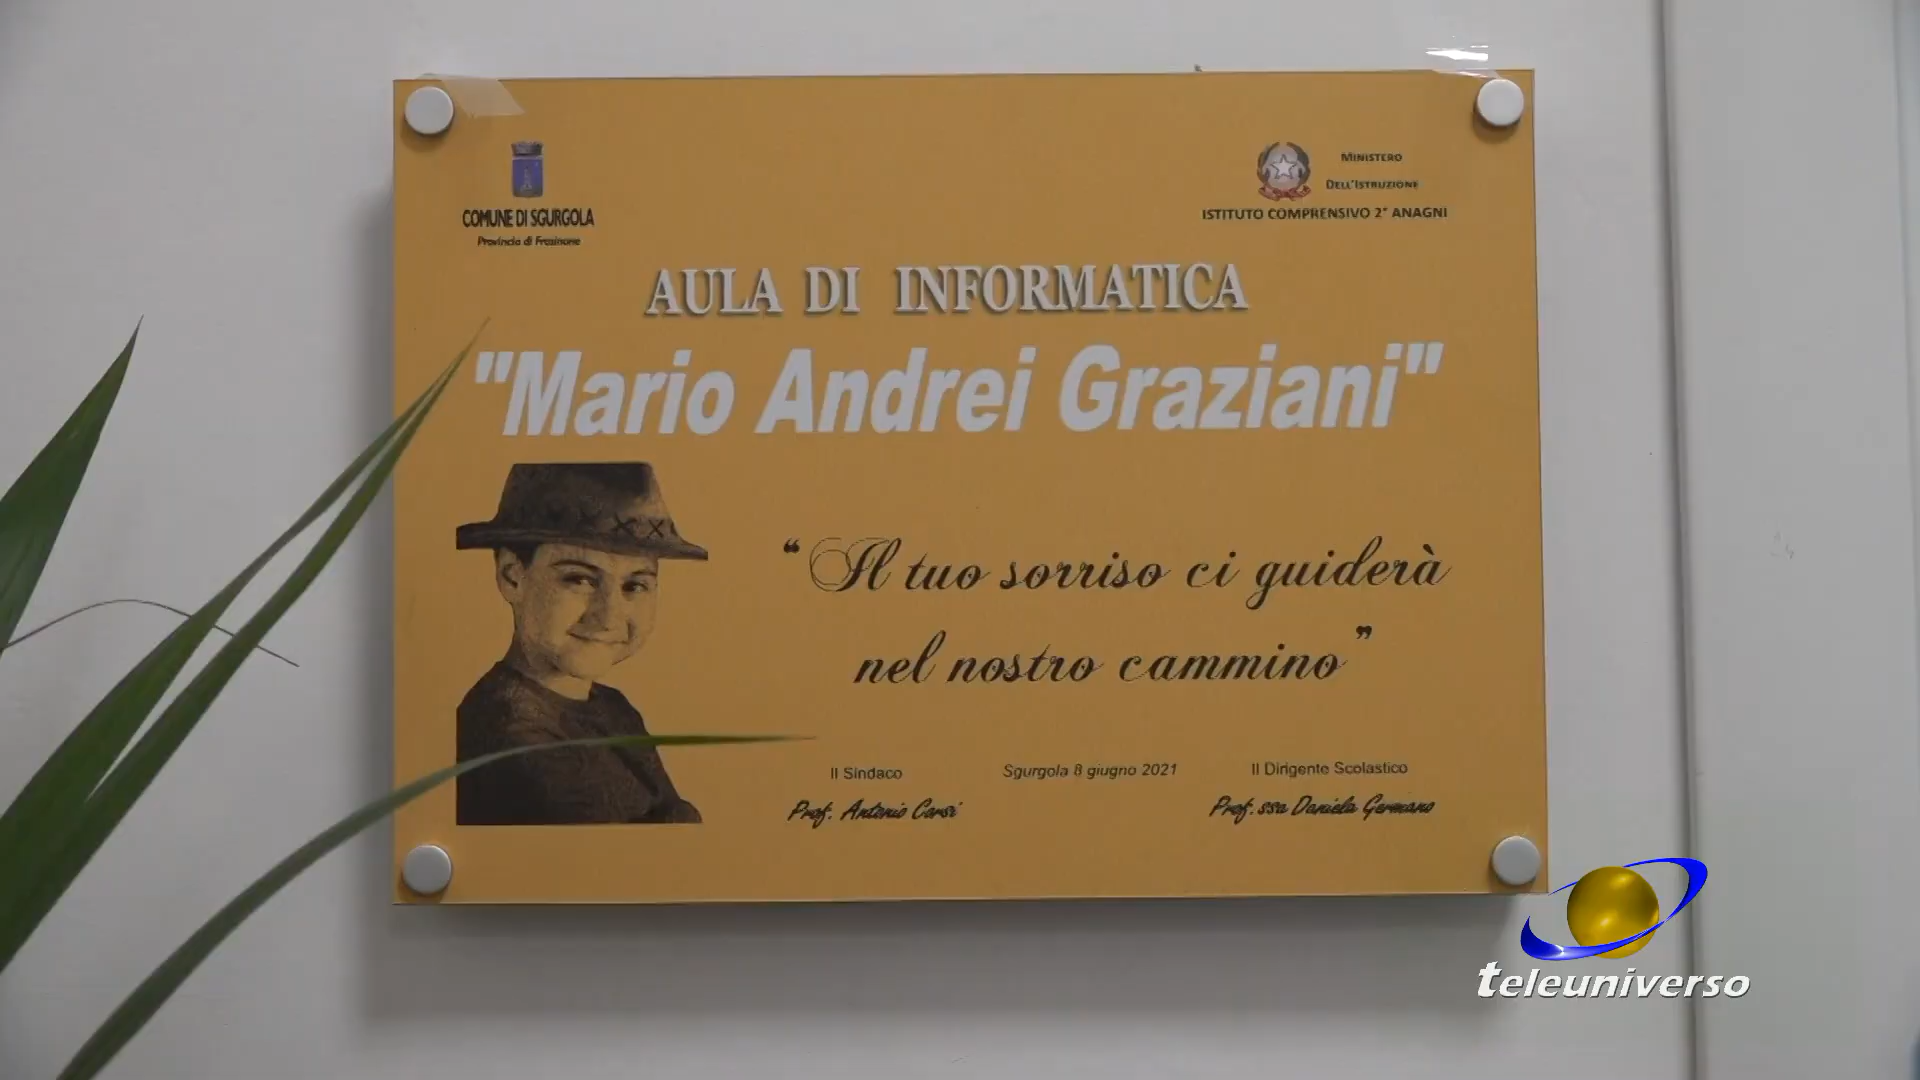 COMUNE DI SGURGOLA
Provincia di Frosinone
MINISTERO
DELL'ISTRUZIONE
ISTITUTO COMPRENSIVO 2° ANAGNI
AULA DI INFORMATICA
"Mario Andrei Graziani"
“Il tuo sorriso ci guiderà
nel nostro cammino”
Il Sindaco
Prof. Antonio Corsi
Sgurgola 8 giugno 2021
Il Dirigente Scolastico
Prof.ssa Daniela Germano
teleuniverso